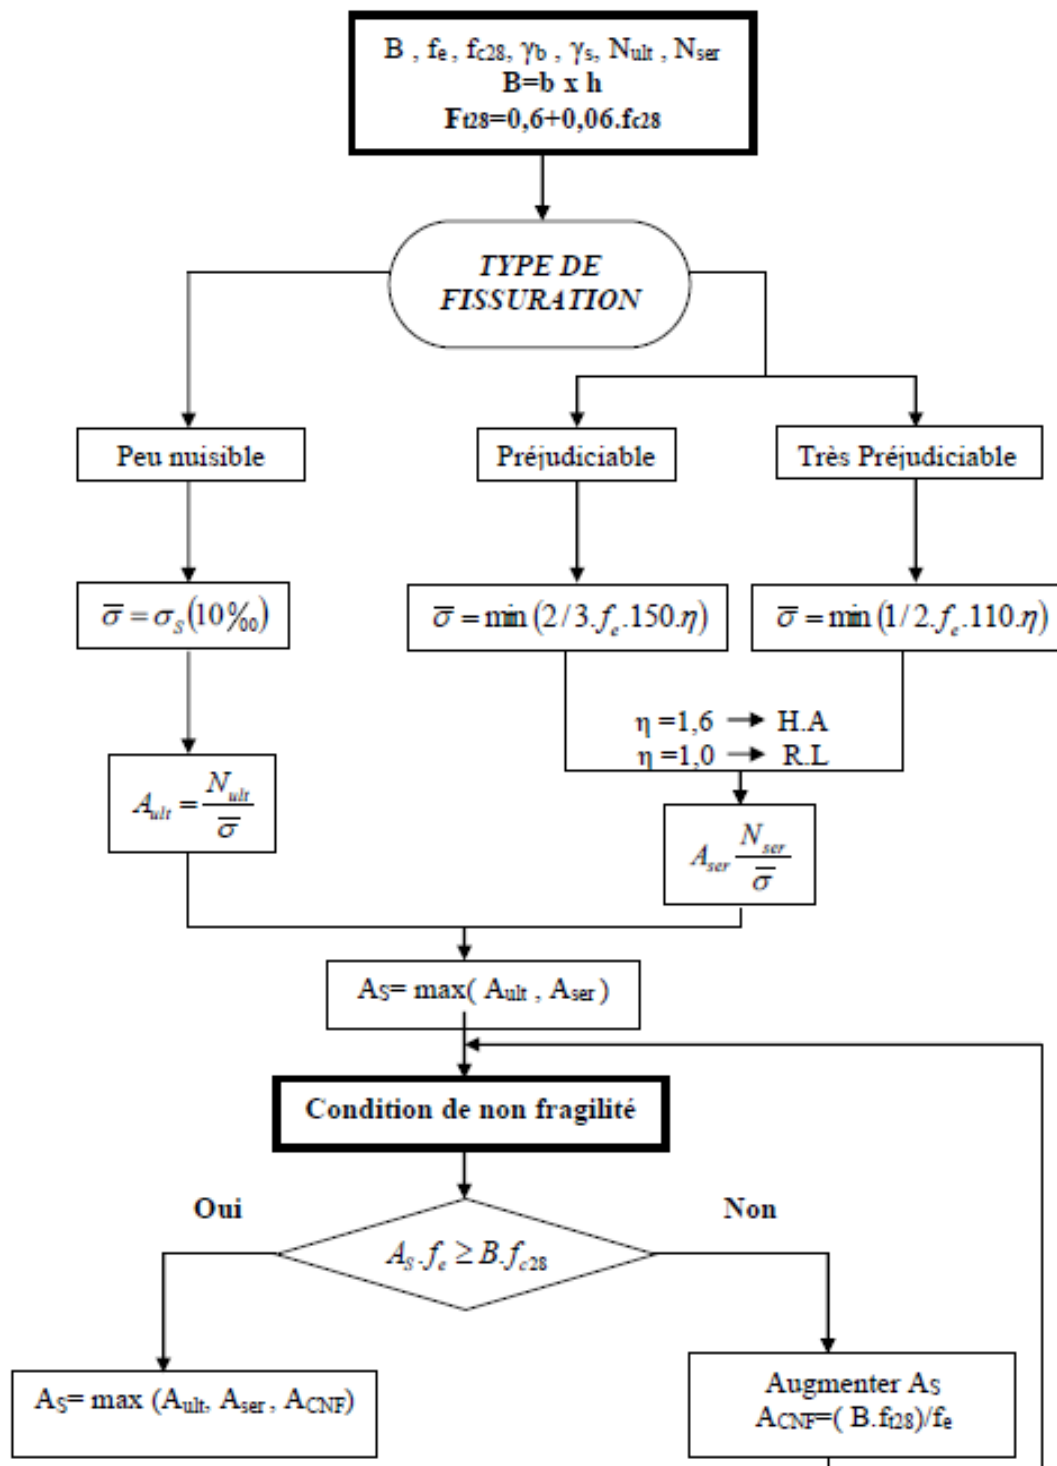 B , fe , fc28, γb , γs, Nult , Nser
B=b x h
Ft28=0,6+0,06.fc28
TYPE DE
FISSURATION
Peu nuisible
Préjudiciable
Très Préjudiciable
σ̅ = σS(10‰)
σ̅ = min (2/3.fe.150.η)
σ̅ = min (1/2.fe.110.η)
η =1,6 → H.A
η =1,0 → R.L
Ault = Nult / σ̅
Aser Nser / σ̅
AS= max( Ault , Aser )
Condition de non fragilité
Oui
Non
AS.fe ≥ B.fc28
AS= max (Ault, Aser , ACNF)
Augmenter AS
ACNF=( B.ft28)/fe